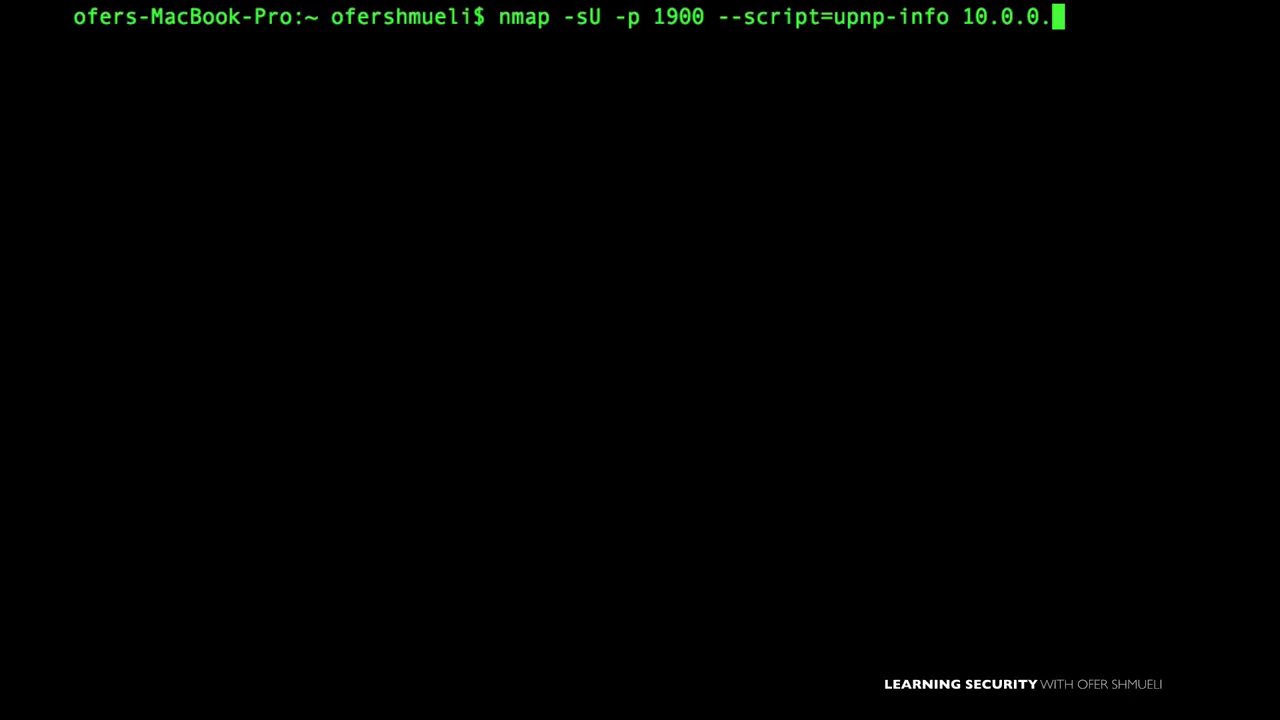 ofers-MacBook-Pro:~ ofershmueli$ nmap -sU -p 1900 --script=upnp-info 10.0.0.
LEARNING SECURITY WITH OFER SHMUELI